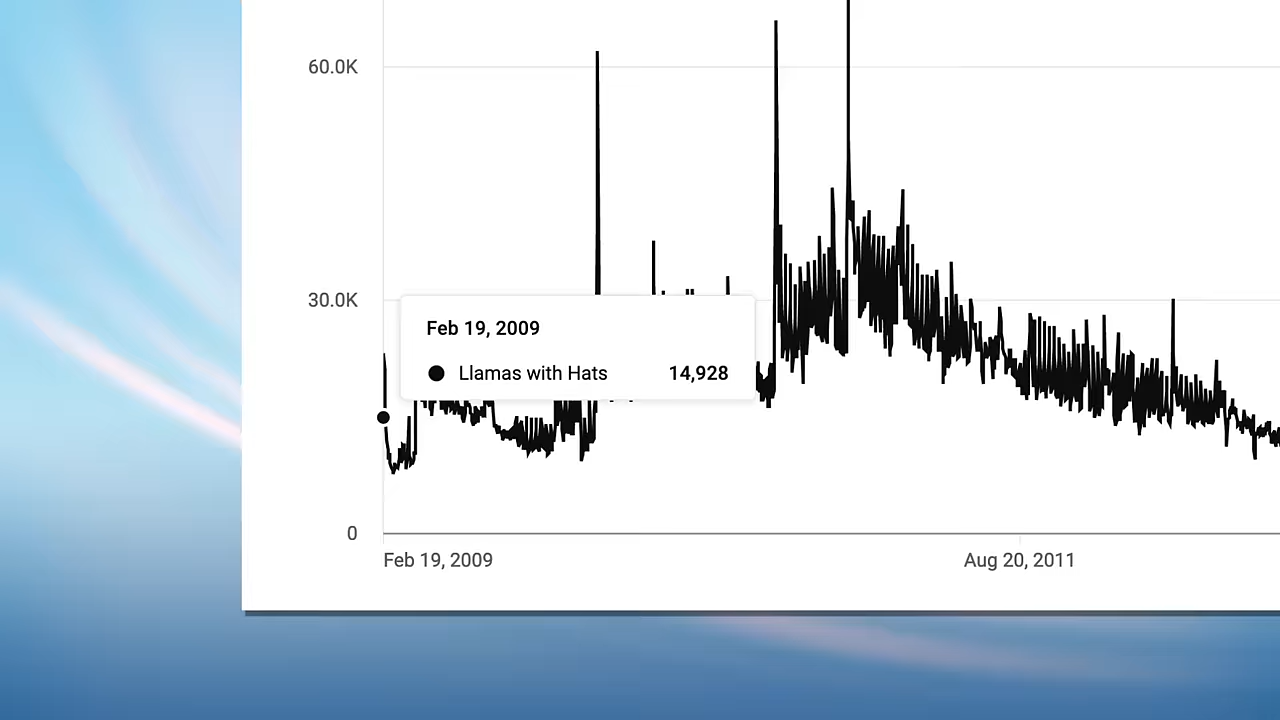 60.0K
30.0K
Feb 19, 2009
Llamas with Hats 14,928
0
Feb 19, 2009 Aug 20, 2011